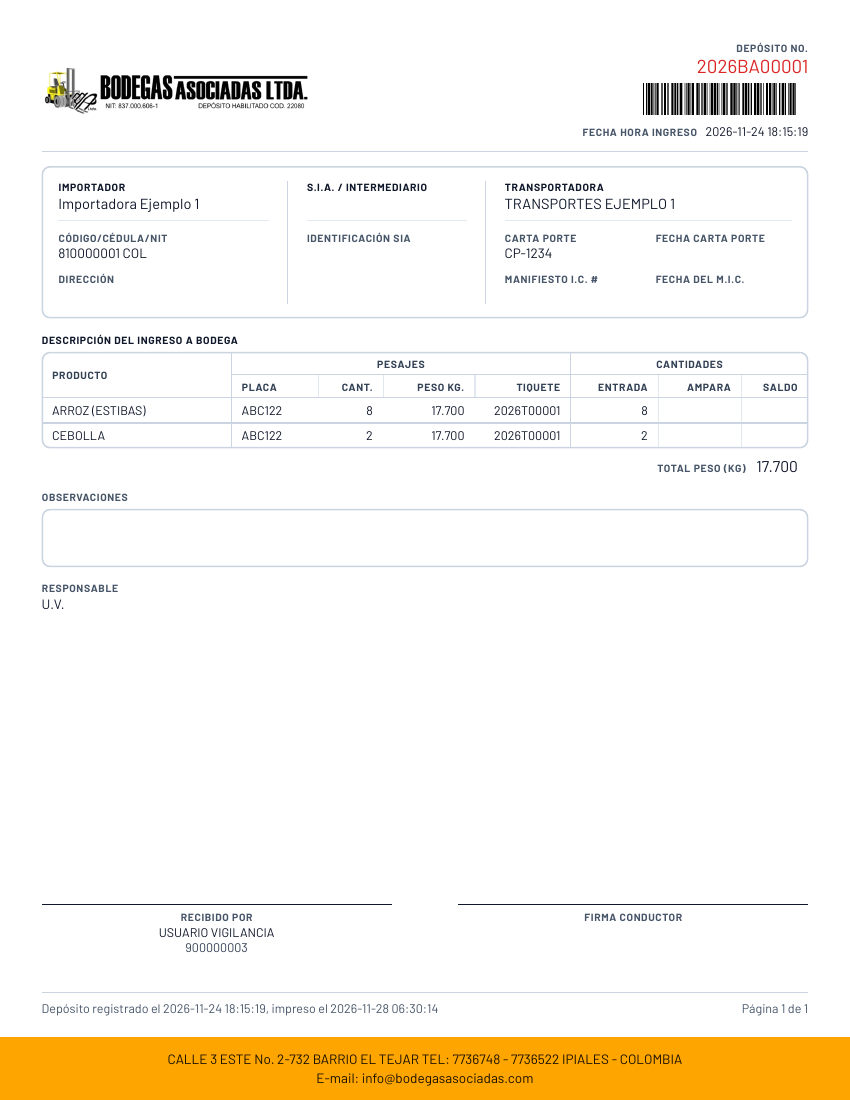 DEPÓSITO NO.
2026BA00001
BODEGAS ASOCIADAS LTDA.
NIT: 837.000.606-1 DEPÓSITO HABILITADO COD. 22080
FECHA HORA INGRESO 2026-11-24 18:15:19
IMPORTADOR
Importadora Ejemplo 1
CÓDIGO/CÉDULA/NIT
810000001 COL
DIRECCIÓN
S.I.A. / INTERMEDIARIO
IDENTIFICACIÓN SIA
TRANSPORTADORA
TRANSPORTES EJEMPLO 1
CARTA PORTE FECHA CARTA PORTE
CP-1234
MANIFIESTO I.C. # FECHA DEL M.I.C.
DESCRIPCIÓN DEL INGRESO A BODEGA
PRODUCTO PESAJES CANTIDADES
PLACA CANT. PESO KG. TIQUETE ENTRADA AMPARA SALDO
ARROZ (ESTIBAS) ABC122 8 17.700 2026T00001 8
CEBOLLA ABC122 2 17.700 2026T00001 2
TOTAL PESO (KG) 17.700
OBSERVACIONES
RESPONSABLE
U.V.
RECIBIDO POR
USUARIO VIGILANCIA
900000003
FIRMA CONDUCTOR
Depósito registrado el 2026-11-24 18:15:19, impreso el 2026-11-28 06:30:14 Página 1 de 1
CALLE 3 ESTE No. 2-732 BARRIO EL TEJAR TEL: 7736748 - 7736522 IPIALES - COLOMBIA
E-mail: info@bodegasasociadas.com